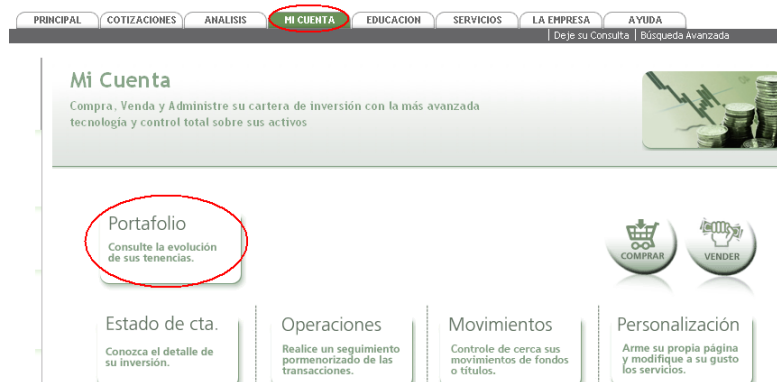 PRINCIPAL COTIZACIONES ANALISIS MI CUENTA EDUCACION SERVICIOS LA EMPRESA AYUDA
| Deje su Consulta | Búsqueda Avanzada
Mi Cuenta
Compra, Venda y Administre su cartera de inversión con la más avanzada
tecnologia y control total sobre sus activos
Portafolio
Consulte la evolución
de sus tenencias.
COMPRAR
VENDER
Estado de cta.
Conozca el detalle de
su inversión.
Operaciones
Realice un seguimiento
pormenorizado de las
transacciones.
Movimientos
Controle de cerca sus
movimientos de fondos
o títulos.
Personalización
Arme su propia página
y modifique a su gusto
los servicios.